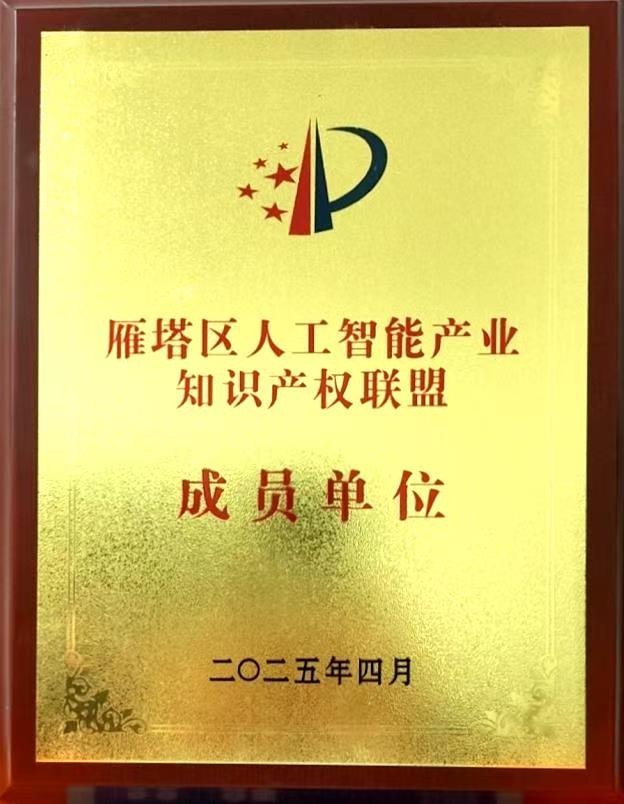 雁塔区人工智能产业
知识产权联盟
成员单位
二〇二五年四月